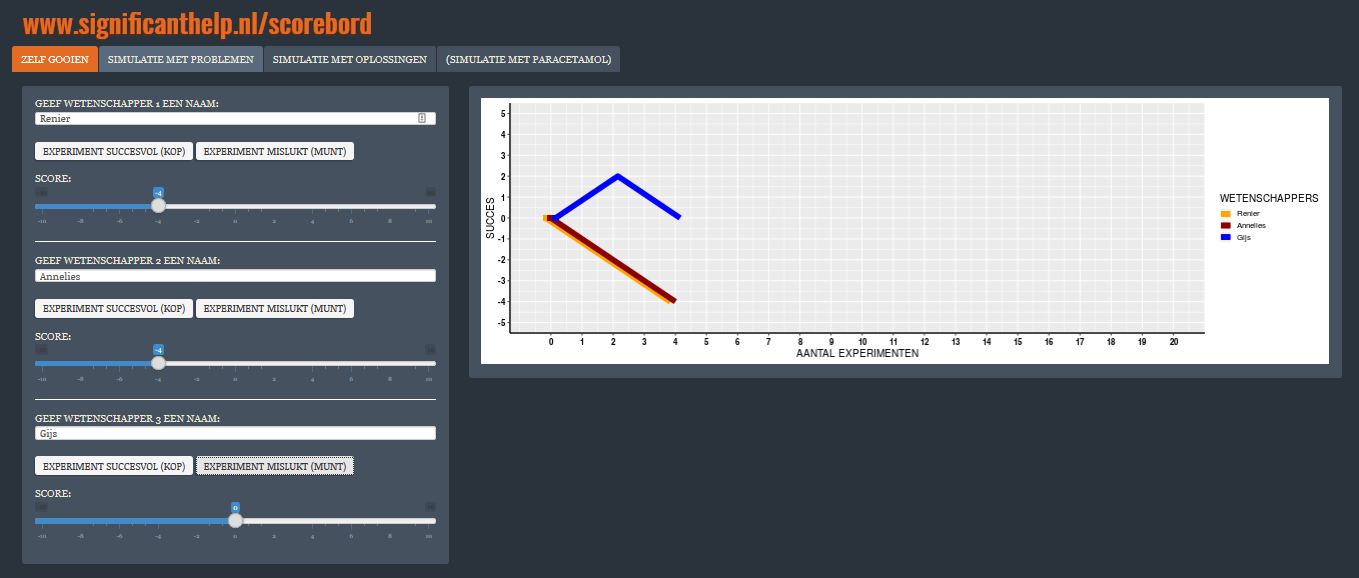 www.significanthelp.nl/scorebord
ZELF GOOIEN SIMULATIE MET PROBLEMEN SIMULATIE MET OPLOSSINGEN (SIMULATIE MET PARACETAMOL)
GEEF WETENSCHAPPER 1 EEN NAAM:
Renier
EXPERIMENT SUCCESVOL (KOP) EXPERIMENT MISLUKT (MUNT)
SCORE:
-4
-10 -8 -6 -4 -2 0 2 4 6 8 10
GEEF WETENSCHAPPER 2 EEN NAAM:
Annelies
EXPERIMENT SUCCESVOL (KOP) EXPERIMENT MISLUKT (MUNT)
SCORE:
-4
-10 -8 -6 -4 -2 0 2 4 6 8 10
GEEF WETENSCHAPPER 3 EEN NAAM:
Gijs
EXPERIMENT SUCCESVOL (KOP) EXPERIMENT MISLUKT (MUNT)
SCORE:
0
-10 -8 -6 -4 -2 0 2 4 6 8 10
SUCCES
5
4
3
2
1
0
-1
-2
-3
-4
-5
0 1 2 3 4 5 6 7 8 9 10 11 12 13 14 15 16 17 18 19 20
AANTAL EXPERIMENTEN
WETENSCHAPPERS
Renier
Annelies
Gijs